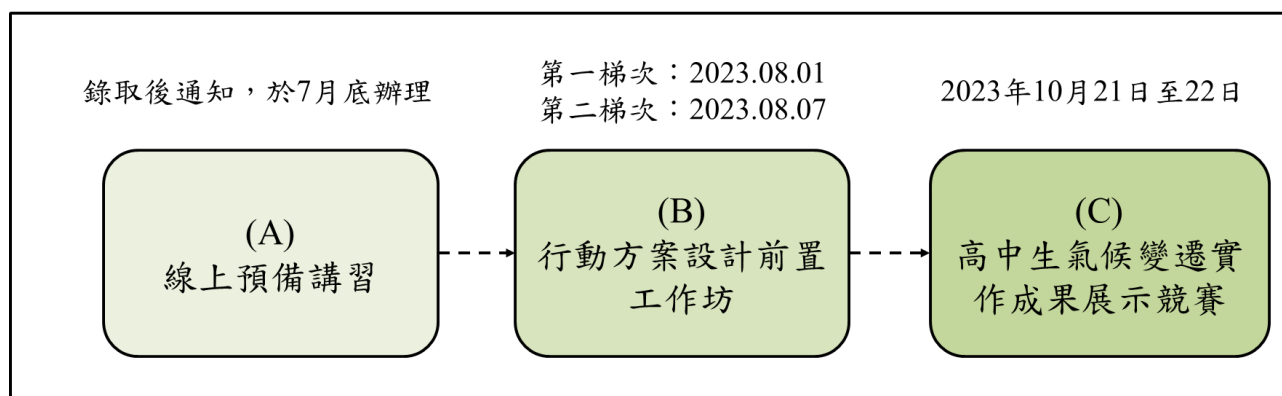 錄取後通知，於7月底辦理
第一梯次：2023.08.01
第二梯次：2023.08.07
2023年10月21日至22日
(A)
線上預備講習
(B)
行動方案設計前置
工作坊
(C)
高中生氣候變遷實
作成果展示競賽